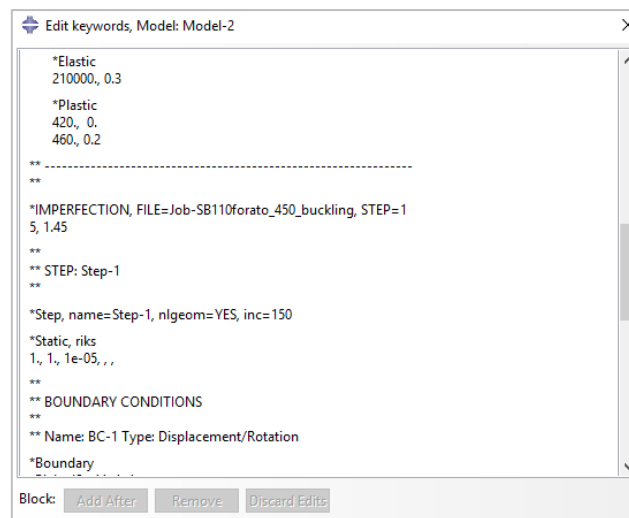 Edit keywords, Model: Model-2
*Elastic
210000., 0.3
*Plastic
420., 0.
460., 0.2
** ----------------------------------------------------------------
**
*IMPERFECTION, FILE=Job-SB110forato_450_buckling, STEP=1
5, 1.45
**
** STEP: Step-1
**
*Step, name=Step-1, nlgeom=YES, inc=150
*Static, riks
1., 1., 1e-05, , ,
**
** BOUNDARY CONDITIONS
**
** Name: BC-1 Type: Displacement/Rotation
*Boundary
Block: Add After Remove Discard Edits